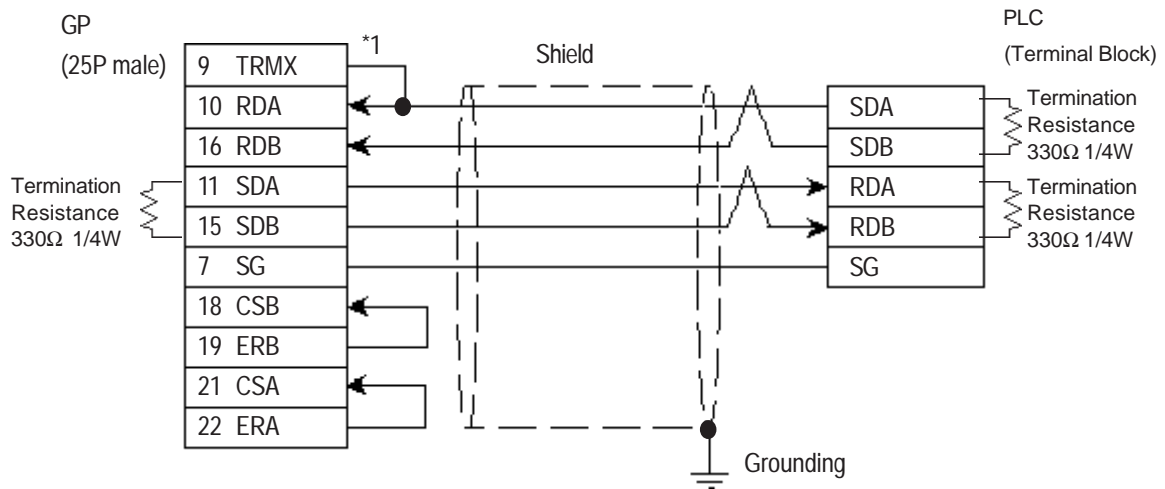 GP
(25P male)
*1
Shield
PLC
(Terminal Block)
9 TRMX
10 RDA
16 RDB
11 SDA
15 SDB
7 SG
18 CSB
19 ERB
21 CSA
22 ERA
Termination
Resistance
330Ω 1/4W
SDA
SDB
RDA
RDB
SG
Termination
Resistance
330Ω 1/4W
Termination
Resistance
330Ω 1/4W
Grounding